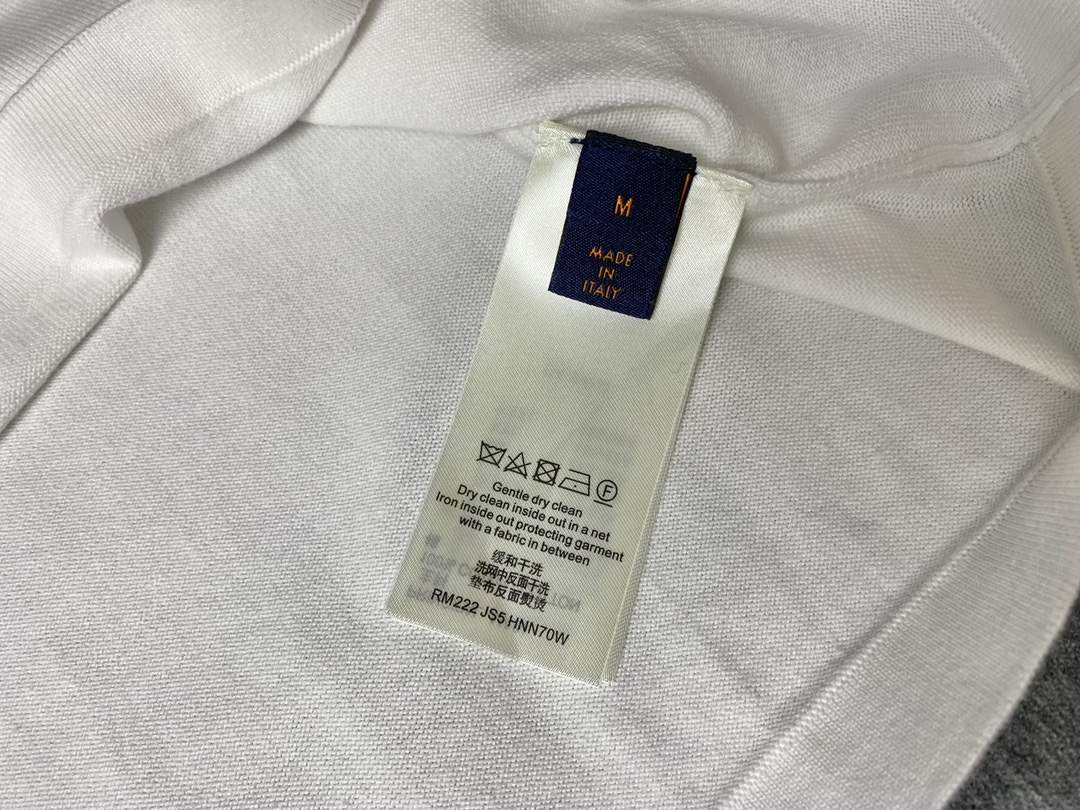 M
MADE
IN
ITALY
F
Gentle dry clean
Dry clean inside out in a net
Iron inside out protecting garment
with a fabric in between
缓和干洗
洗网中反面干洗
垫布反面熨烫
RM222 JS5 HNN70W